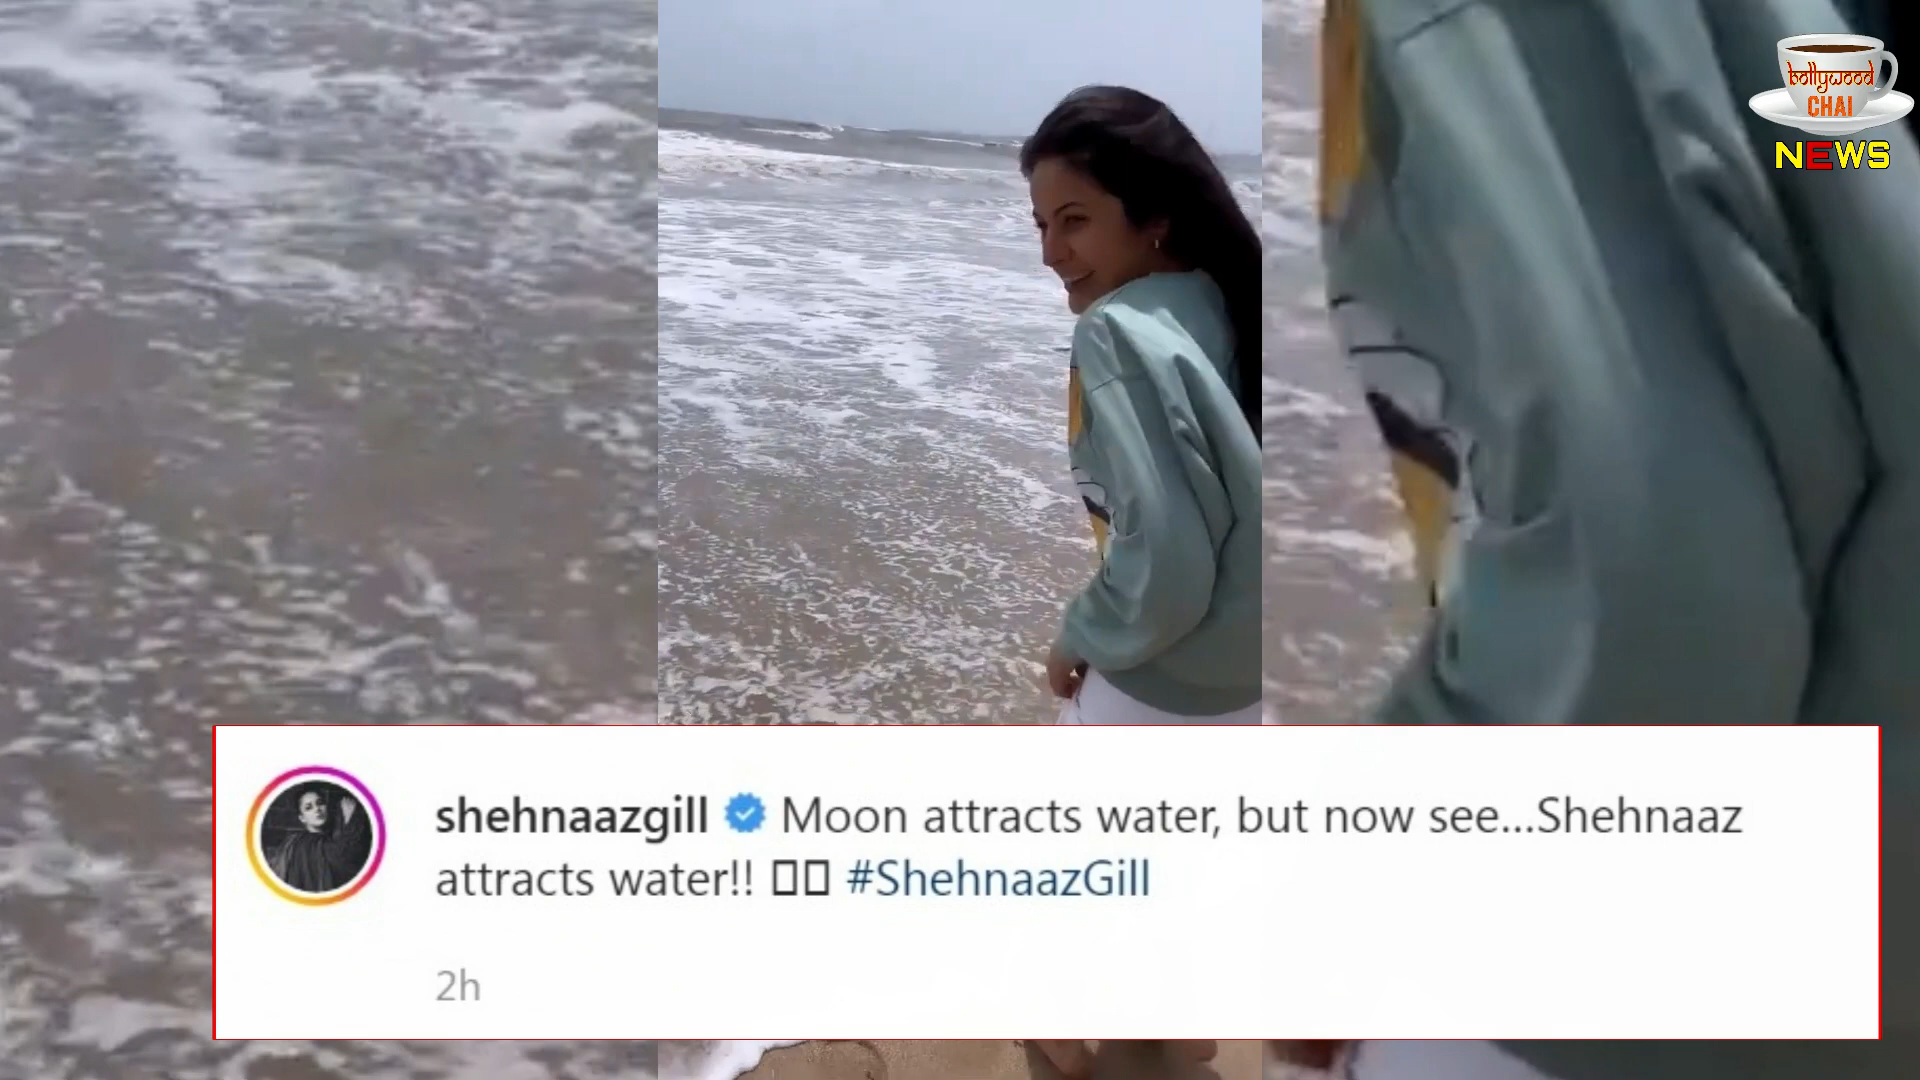 bollywood
CHAI
NEWS
shehnaazgill Moon attracts water, but now see...Shehnaaz
attracts water!! #ShehnaazGill
2h